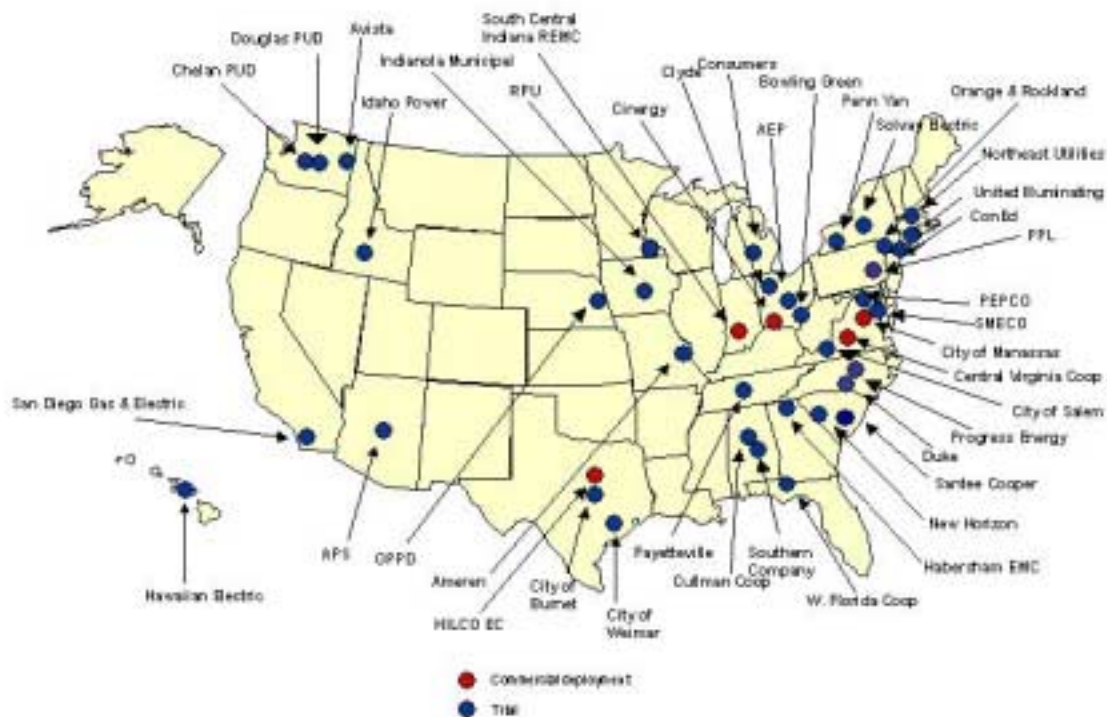 South Central
Indiana REMC
Avista
Douglas PUD
Indianola Municipal
Consumers
Chelan PUD
RPU
Clyde
Bowling Green
Idaho Power
Cinergy
AEP
Penn Yan
Orange & Rockland
Solvay Electric
Northeast Utilities
United Illuminating
ConEd
PPL
PEPCO
SMECO
City of Manassas
Central Virginia Coop
City of Salem
Progress Energy
Duke
Santee Cooper
New Horizon
Habersham EMC
W. Florida Coop
Southern
Company
Cullman Coop
Fayetteville
San Diego Gas & Electric
APS
OPPD
Ameren
City of
Burnet
HILCO EC
City of
Weimar
Hawaiian Electric
Commercial deployment
Trial